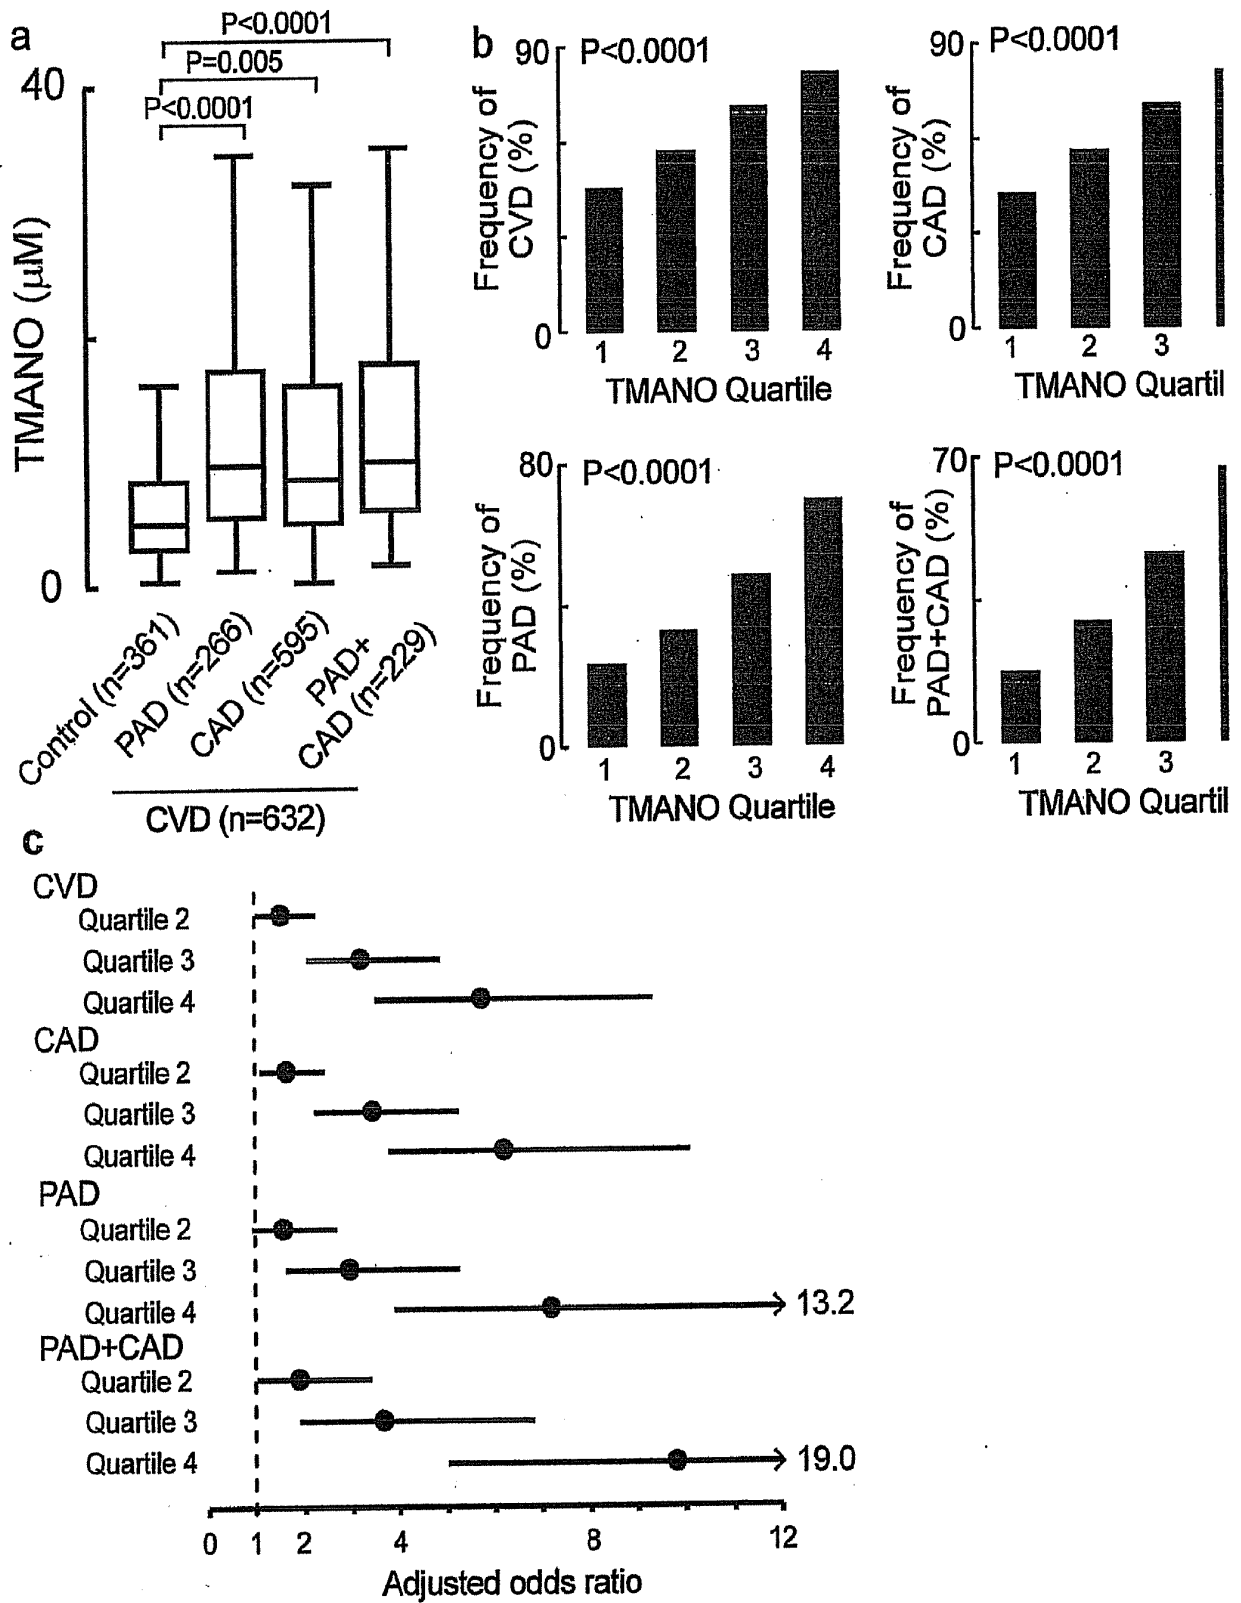 a
P<0.0001
P=0.005
P<0.0001
40
0
TMANO (μM)
Control (n=361)
PAD (n=266)
CAD (n=595)
PAD+
CAD (n=229)
CVD (n=632)
b
90
P<0.0001
0
Frequency of
CVD (%)
1 2 3 4
TMANO Quartile
90
P<0.0001
0
Frequency of
CAD (%)
1 2 3
TMANO Quartil
80
P<0.0001
0
Frequency of
PAD (%)
1 2 3 4
TMANO Quartile
70
P<0.0001
0
Frequency of
PAD+CAD (%)
1 2 3
TMANO Quartil
c
CVD
Quartile 2
Quartile 3
Quartile 4
CAD
Quartile 2
Quartile 3
Quartile 4
PAD
Quartile 2
Quartile 3
Quartile 4 13.2
PAD+CAD
Quartile 2
Quartile 3
Quartile 4 19.0
0 1 2 4 8 12
Adjusted odds ratio